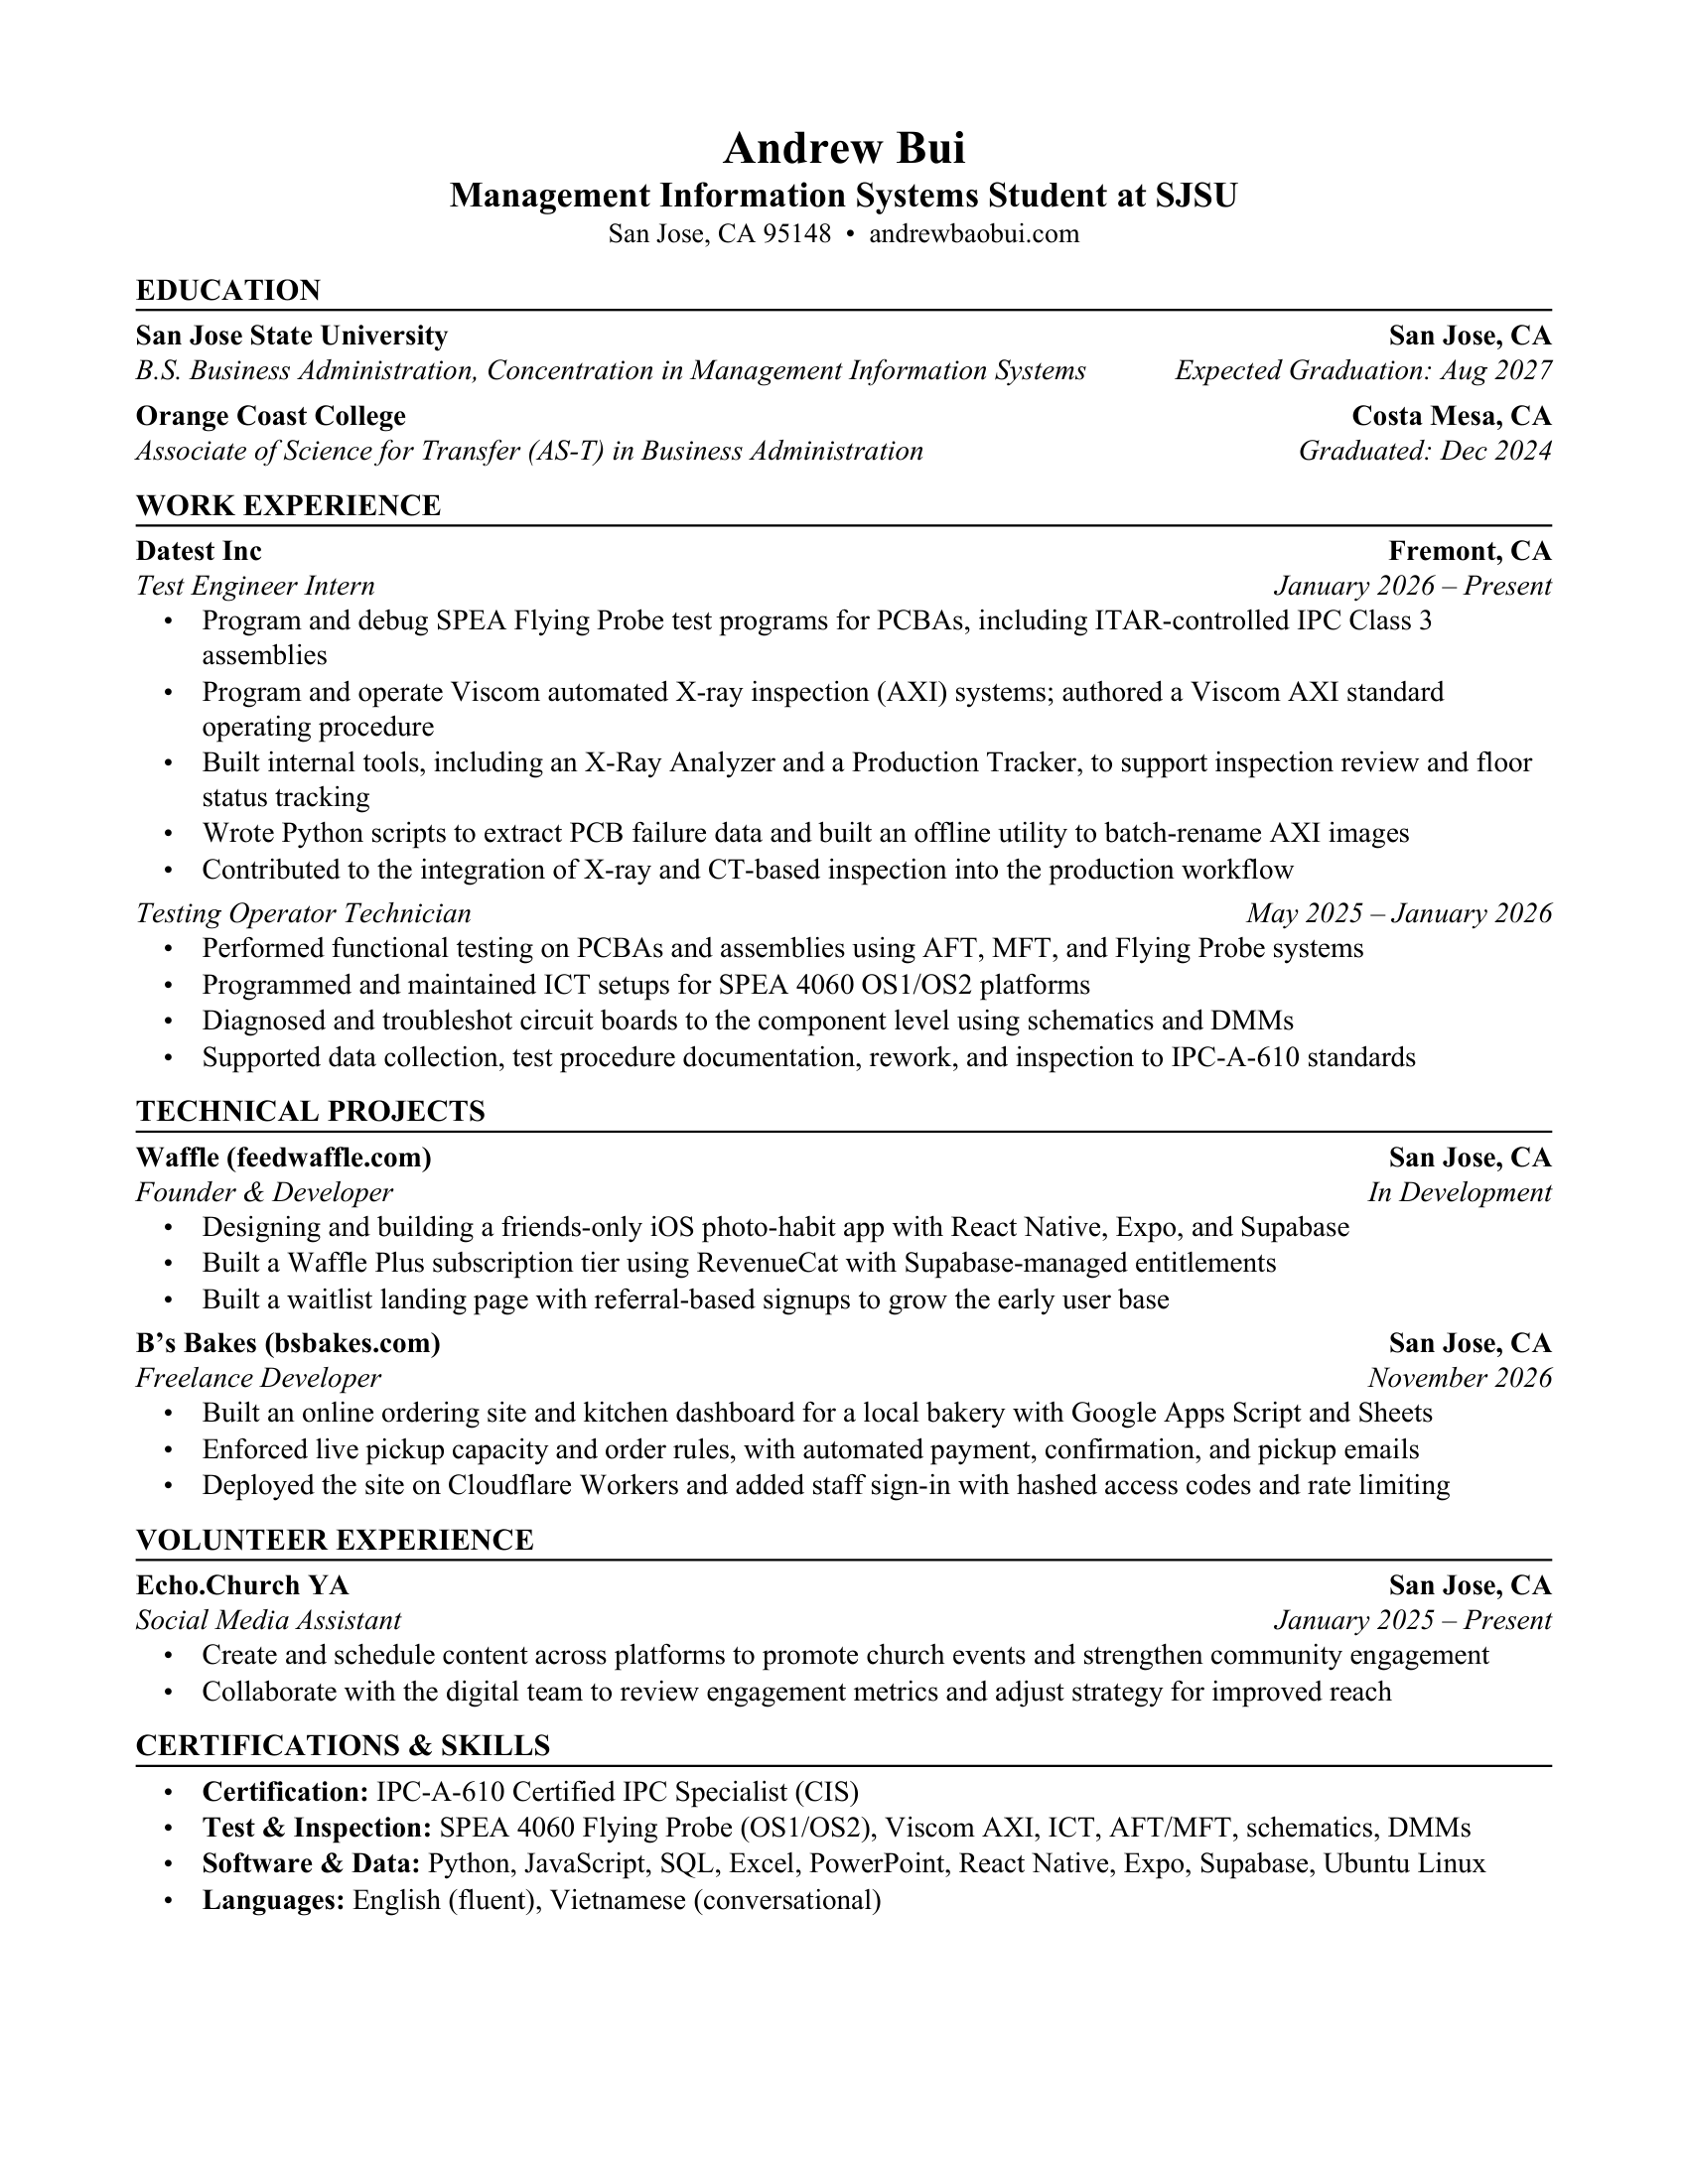 Andrew Bui
Management Information Systems Student at SJSU
San Jose, CA 95148 • andrewbaobui.com
EDUCATION
San Jose State University San Jose, CA
B.S. Business Administration, Concentration in Management Information Systems Expected Graduation: Aug 2027
Orange Coast College Costa Mesa, CA
Associate of Science for Transfer (AS-T) in Business Administration Graduated: Dec 2024
WORK EXPERIENCE
Datest Inc Fremont, CA
Test Engineer Intern January 2026 – Present
• Program and debug SPEA Flying Probe test programs for PCBAs, including ITAR-controlled IPC Class 3
assemblies
• Program and operate Viscom automated X-ray inspection (AXI) systems; authored a Viscom AXI standard
operating procedure
• Built internal tools, including an X-Ray Analyzer and a Production Tracker, to support inspection review and floor
status tracking
• Wrote Python scripts to extract PCB failure data and built an offline utility to batch-rename AXI images
• Contributed to the integration of X-ray and CT-based inspection into the production workflow
Testing Operator Technician May 2025 – January 2026
• Performed functional testing on PCBAs and assemblies using AFT, MFT, and Flying Probe systems
• Programmed and maintained ICT setups for SPEA 4060 OS1/OS2 platforms
• Diagnosed and troubleshot circuit boards to the component level using schematics and DMMs
• Supported data collection, test procedure documentation, rework, and inspection to IPC-A-610 standards
TECHNICAL PROJECTS
Waffle (feedwaffle.com) San Jose, CA
Founder & Developer In Development
• Designing and building a friends-only iOS photo-habit app with React Native, Expo, and Supabase
• Built a Waffle Plus subscription tier using RevenueCat with Supabase-managed entitlements
• Built a waitlist landing page with referral-based signups to grow the early user base
B’s Bakes (bsbakes.com) San Jose, CA
Freelance Developer November 2026
• Built an online ordering site and kitchen dashboard for a local bakery with Google Apps Script and Sheets
• Enforced live pickup capacity and order rules, with automated payment, confirmation, and pickup emails
• Deployed the site on Cloudflare Workers and added staff sign-in with hashed access codes and rate limiting
VOLUNTEER EXPERIENCE
Echo.Church YA San Jose, CA
Social Media Assistant January 2025 – Present
• Create and schedule content across platforms to promote church events and strengthen community engagement
• Collaborate with the digital team to review engagement metrics and adjust strategy for improved reach
CERTIFICATIONS & SKILLS
• Certification: IPC-A-610 Certified IPC Specialist (CIS)
• Test & Inspection: SPEA 4060 Flying Probe (OS1/OS2), Viscom AXI, ICT, AFT/MFT, schematics, DMMs
• Software & Data: Python, JavaScript, SQL, Excel, PowerPoint, React Native, Expo, Supabase, Ubuntu Linux
• Languages: English (fluent), Vietnamese (conversational)